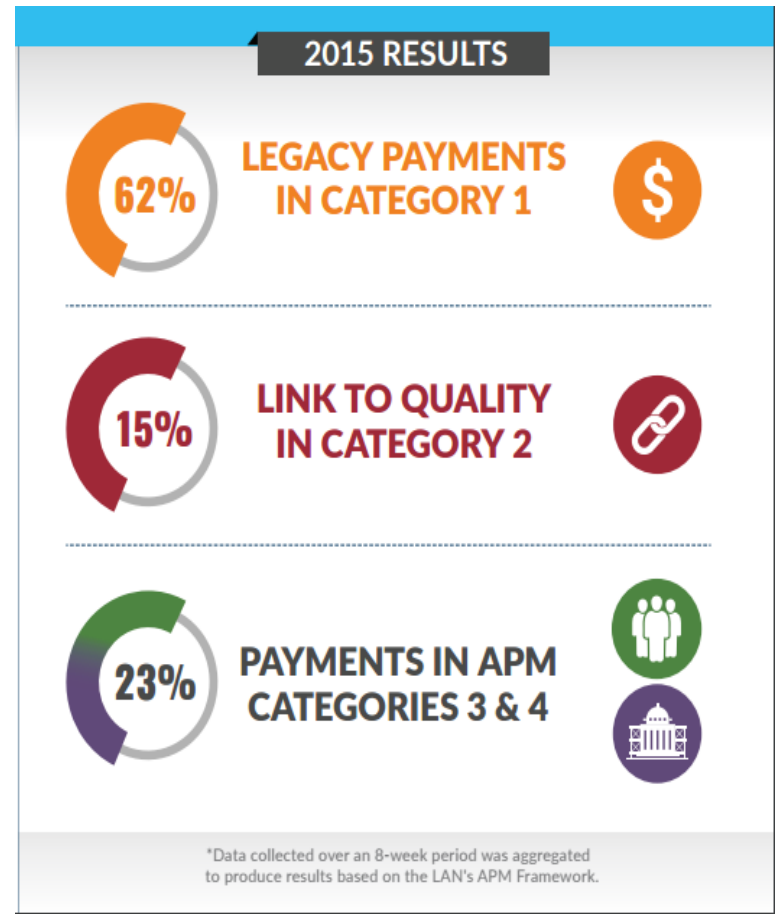 2015 RESULTS
62%
LEGACY PAYMENTS
IN CATEGORY 1
$
15%
LINK TO QUALITY
IN CATEGORY 2
23%
PAYMENTS IN APM
CATEGORIES 3 & 4
*Data collected over an 8-week period was aggregated
to produce results based on the LAN's APM Framework.